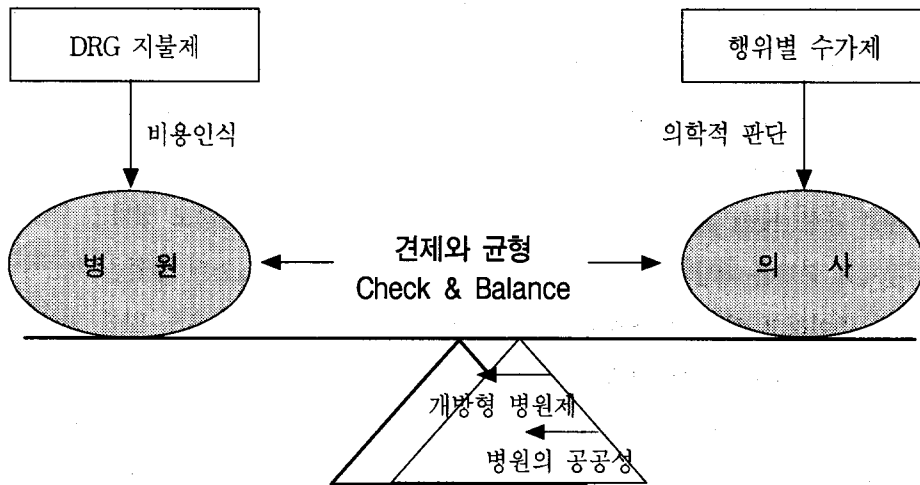 DRG 지불제
행위별 수가제
비용인식
의학적 판단
병 원
견제와 균형
Check & Balance
의 사
개방형 병원제
병원의 공공성